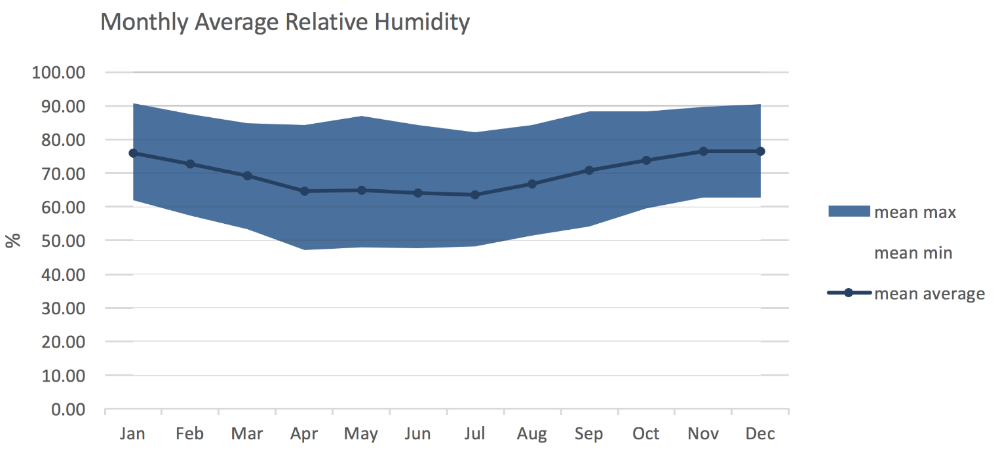 Monthly Average Relative Humidity
100.00
90.00
80.00
70.00
60.00
50.00
40.00
30.00
20.00
10.00
0.00
%
Jan Feb Mar Apr May Jun Jul Aug Sep Oct Nov Dec
mean max
mean min
mean average